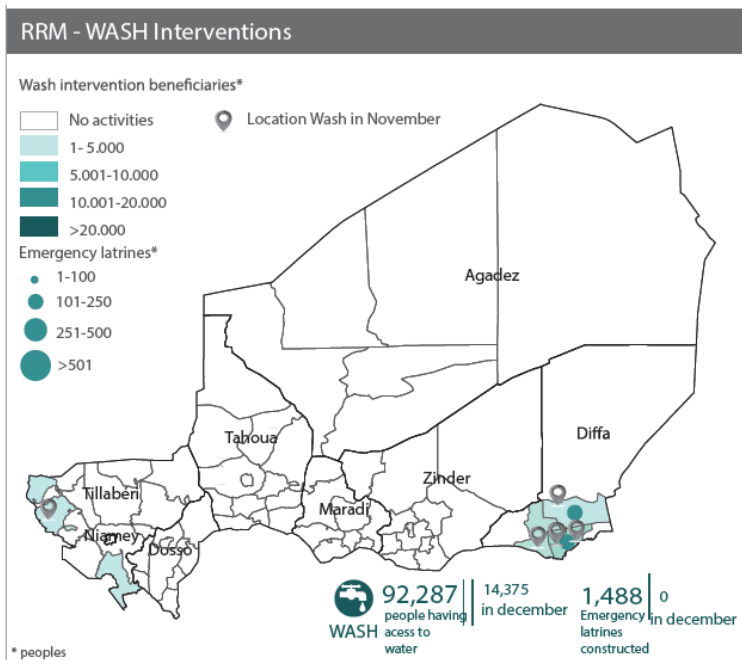 RRM - WASH Interventions
Wash intervention beneficiaries*
No activities
Location Wash in November
1- 5.000
5.001-10.000
10.001-20.000
>20.000
Emergency latrines*
1-100
101-250
251-500
>501
Agadez
Diffa
Tahoua
Zinder
Tillabéri
Maradi
Niamey
Dosso
WASH
92,287
people having
acess to
water
14,375
in december
1,488
Emergency
latrines
constructed
0
in december
* peoples